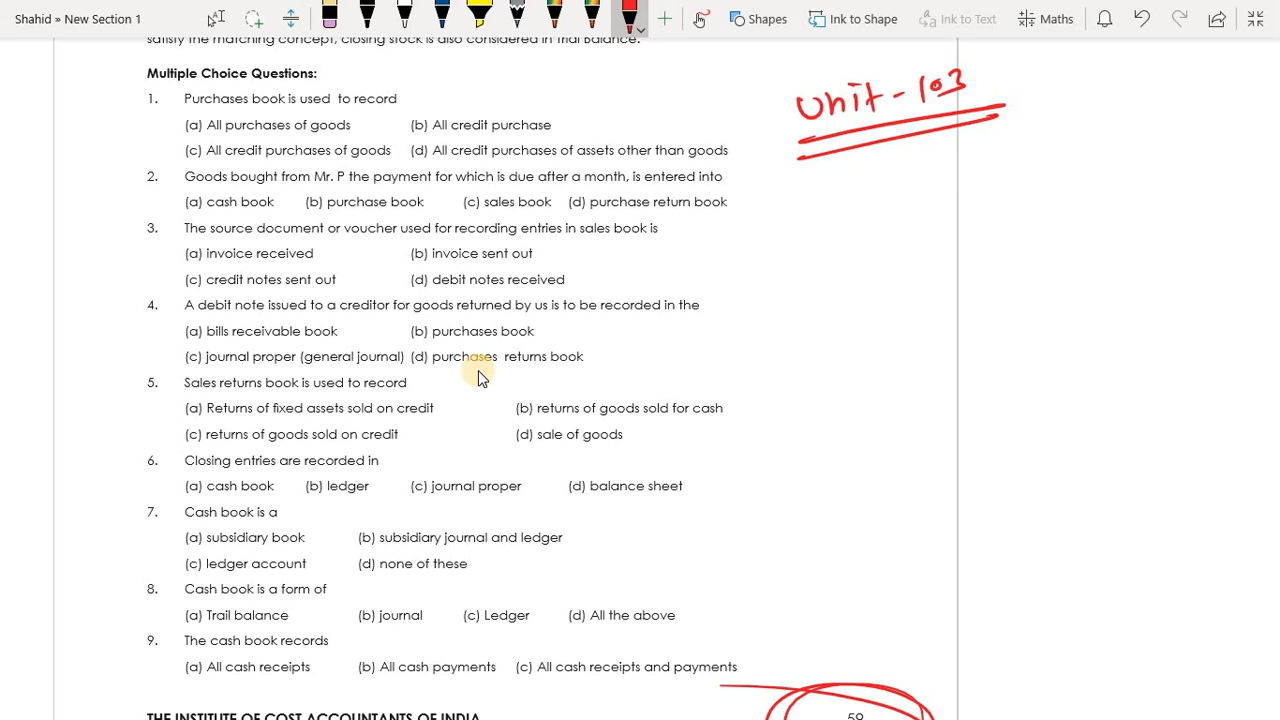 Shahid » New Section 1
Shapes
Ink to Shape
Ink to Text
Maths
satisfy the matching concept, closing stock is also considered in Trial Balance.
Multiple Choice Questions:
Unit - 103
1. Purchases book is used to record
(a) All purchases of goods (b) All credit purchase
(c) All credit purchases of goods (d) All credit purchases of assets other than goods
2. Goods bought from Mr. P the payment for which is due after a month, is entered into
(a) cash book (b) purchase book (c) sales book (d) purchase return book
3. The source document or voucher used for recording entries in sales book is
(a) invoice received (b) invoice sent out
(c) credit notes sent out (d) debit notes received
4. A debit note issued to a creditor for goods returned by us is to be recorded in the
(a) bills receivable book (b) purchases book
(c) journal proper (general journal) (d) purchases returns book
5. Sales returns book is used to record
(a) Returns of fixed assets sold on credit (b) returns of goods sold for cash
(c) returns of goods sold on credit (d) sale of goods
6. Closing entries are recorded in
(a) cash book (b) ledger (c) journal proper (d) balance sheet
7. Cash book is a
(a) subsidiary book (b) subsidiary journal and ledger
(c) ledger account (d) none of these
8. Cash book is a form of
(a) Trail balance (b) journal (c) Ledger (d) All the above
9. The cash book records
(a) All cash receipts (b) All cash payments (c) All cash receipts and payments
THE INSTITUTE OF COST ACCOUNTANTS OF INDIA 59